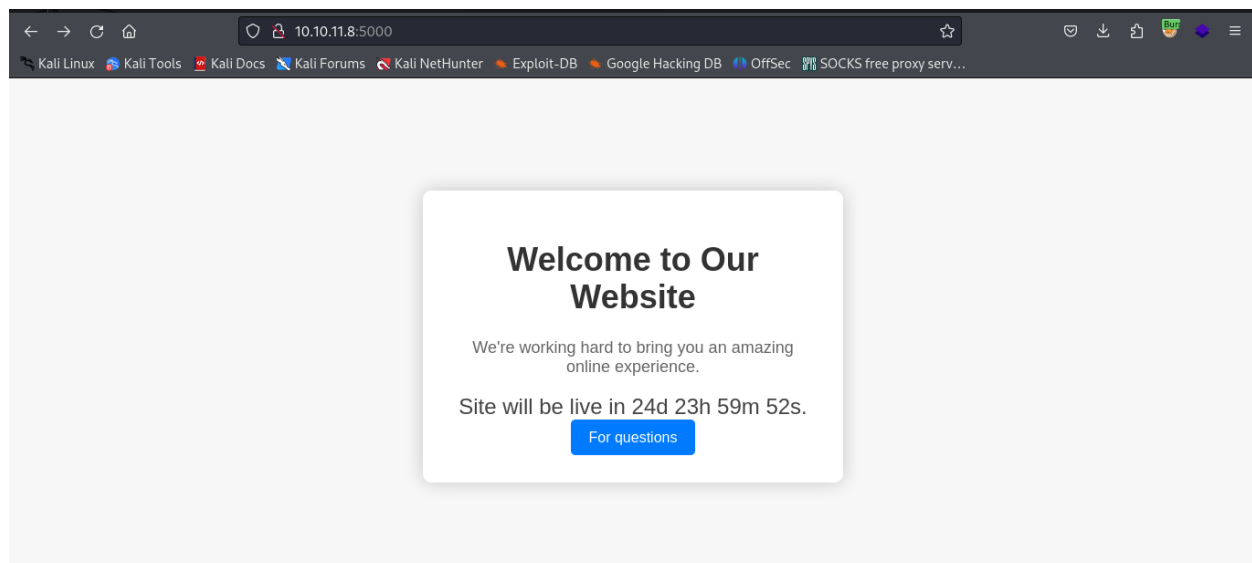 10.10.11.8:5000
Kali Linux Kali Tools Kali Docs Kali Forums Kali NetHunter Exploit-DB Google Hacking DB OffSec SOCKS free proxy serv…
Welcome to Our
Website
We're working hard to bring you an amazing
online experience.
Site will be live in 24d 23h 59m 52s.
For questions